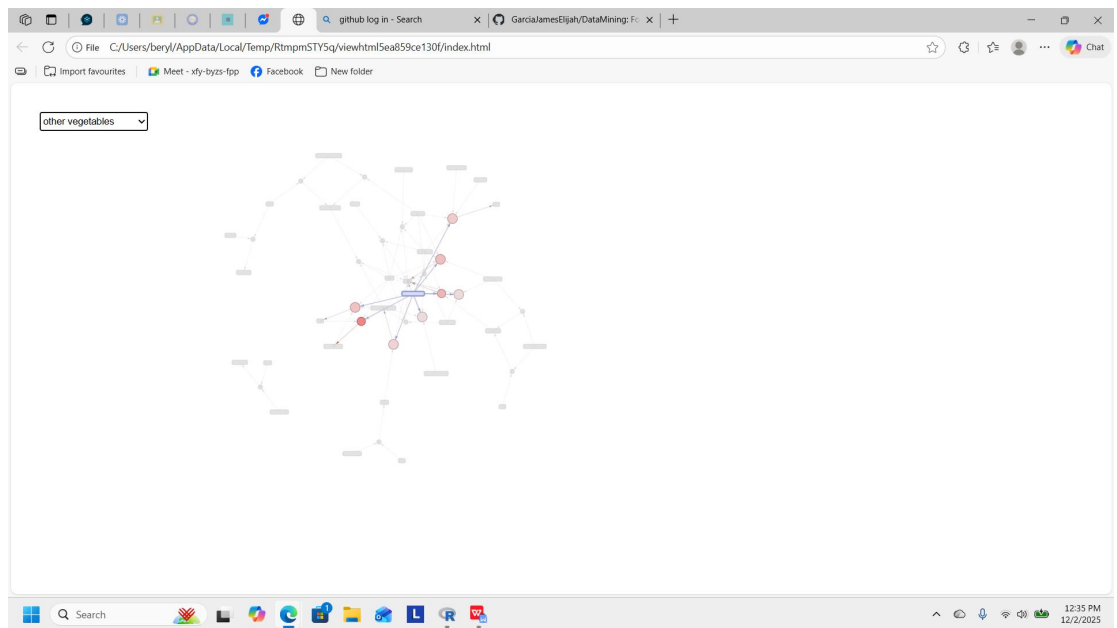 github log in - Search
GarciaJamesElijah/DataMining: Fo
File C:/Users/beryl/AppData/Local/Temp/RtmpmSTY5q/viewhtml5ea859ce130f/index.html
Chat
Import favourites
Meet - xfy-byzs-fpp
Facebook
New folder
other vegetables
Search
L
1
12:35 PM
12/2/2025